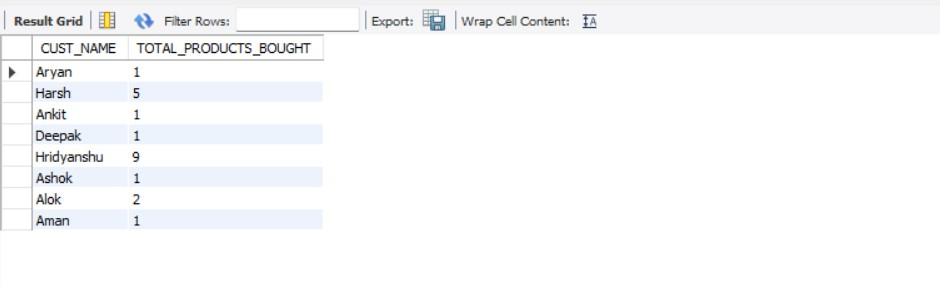 Result Grid Filter Rows: Export: Wrap Cell Content: IA
CUST_NAME TOTAL_PRODUCTS_BOUGHT
Aryan 1
Harsh 5
Ankit 1
Deepak 1
Hridyanshu 9
Ashok 1
Alok 2
Aman 1